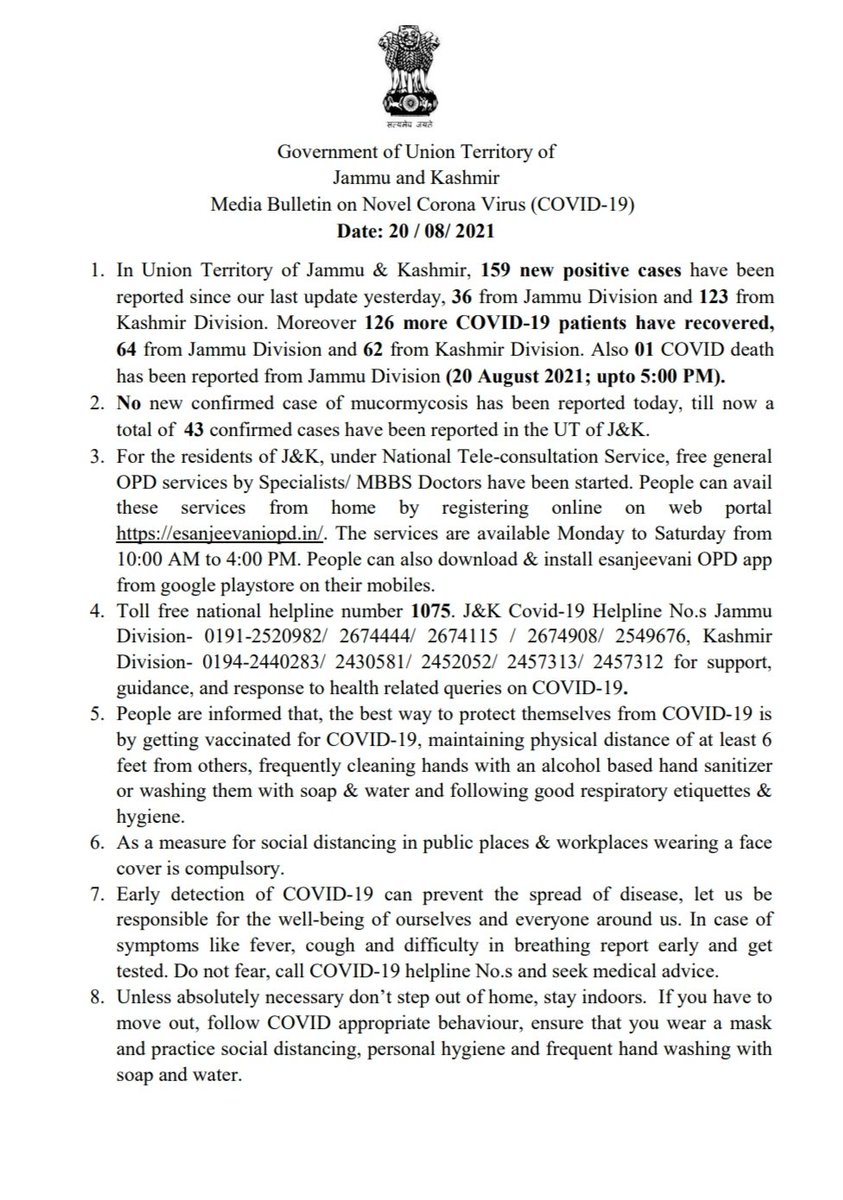 सत्यमेव जयते
Government of Union Territory of
Jammu and Kashmir
Media Bulletin on Novel Corona Virus (COVID-19)
Date: 20 / 08/ 2021
1. In Union Territory of Jammu & Kashmir, 159 new positive cases have been
reported since our last update yesterday, 36 from Jammu Division and 123 from
Kashmir Division. Moreover 126 more COVID-19 patients have recovered,
64 from Jammu Division and 62 from Kashmir Division. Also 01 COVID death
has been reported from Jammu Division (20 August 2021; upto 5:00 PM).
2. No new confirmed case of mucormycosis has been reported today, till now a
total of 43 confirmed cases have been reported in the UT of J&K.
3. For the residents of J&K, under National Tele-consultation Service, free general
OPD services by Specialists/ MBBS Doctors have been started. People can avail
these services from home by registering online on web portal
https://esanjeevaniopd.in/. The services are available Monday to Saturday from
10:00 AM to 4:00 PM. People can also download & install esanjeevani OPD app
from google playstore on their mobiles.
4. Toll free national helpline number 1075. J&K Covid-19 Helpline No.s Jammu
Division- 0191-2520982/ 2674444/ 2674115 / 2674908/ 2549676, Kashmir
Division- 0194-2440283/ 2430581/ 2452052/ 2457313/ 2457312 for support,
guidance, and response to health related queries on COVID-19.
5. People are informed that, the best way to protect themselves from COVID-19 is
by getting vaccinated for COVID-19, maintaining physical distance of at least 6
feet from others, frequently cleaning hands with an alcohol based hand sanitizer
or washing them with soap & water and following good respiratory etiquettes &
hygiene.
6. As a measure for social distancing in public places & workplaces wearing a face
cover is compulsory.
7. Early detection of COVID-19 can prevent the spread of disease, let us be
responsible for the well-being of ourselves and everyone around us. In case of
symptoms like fever, cough and difficulty in breathing report early and get
tested. Do not fear, call COVID-19 helpline No.s and seek medical advice.
8. Unless absolutely necessary don’t step out of home, stay indoors. If you have to
move out, follow COVID appropriate behaviour, ensure that you wear a mask
and practice social distancing, personal hygiene and frequent hand washing with
soap and water.